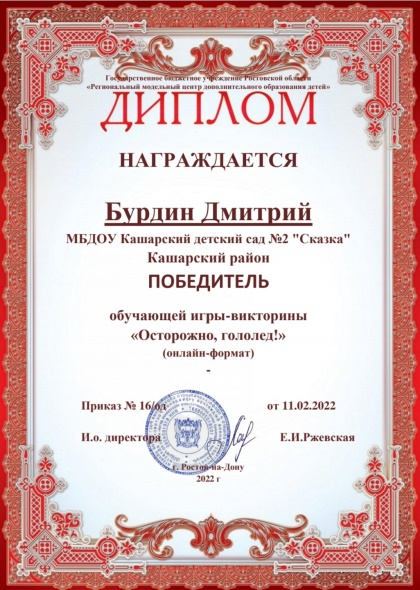 Государственное бюджетное учреждение Ростовской области
«Региональный модельный центр дополнительного образования детей»
ДИПЛОМ
НАГРАЖДАЕТСЯ
Бурдин Дмитрий
МБДОУ Кашарский детский сад №2 "Сказка"
Кашарский район
ПОБЕДИТЕЛЬ
обучающей игры-викторины
«Осторожно, гололед!»
(онлайн-формат)
-
Приказ № 16/од от 11.02.2022
И.о. директора Е.И.Ржевская
г. Ростов-на-Дону
2022 г